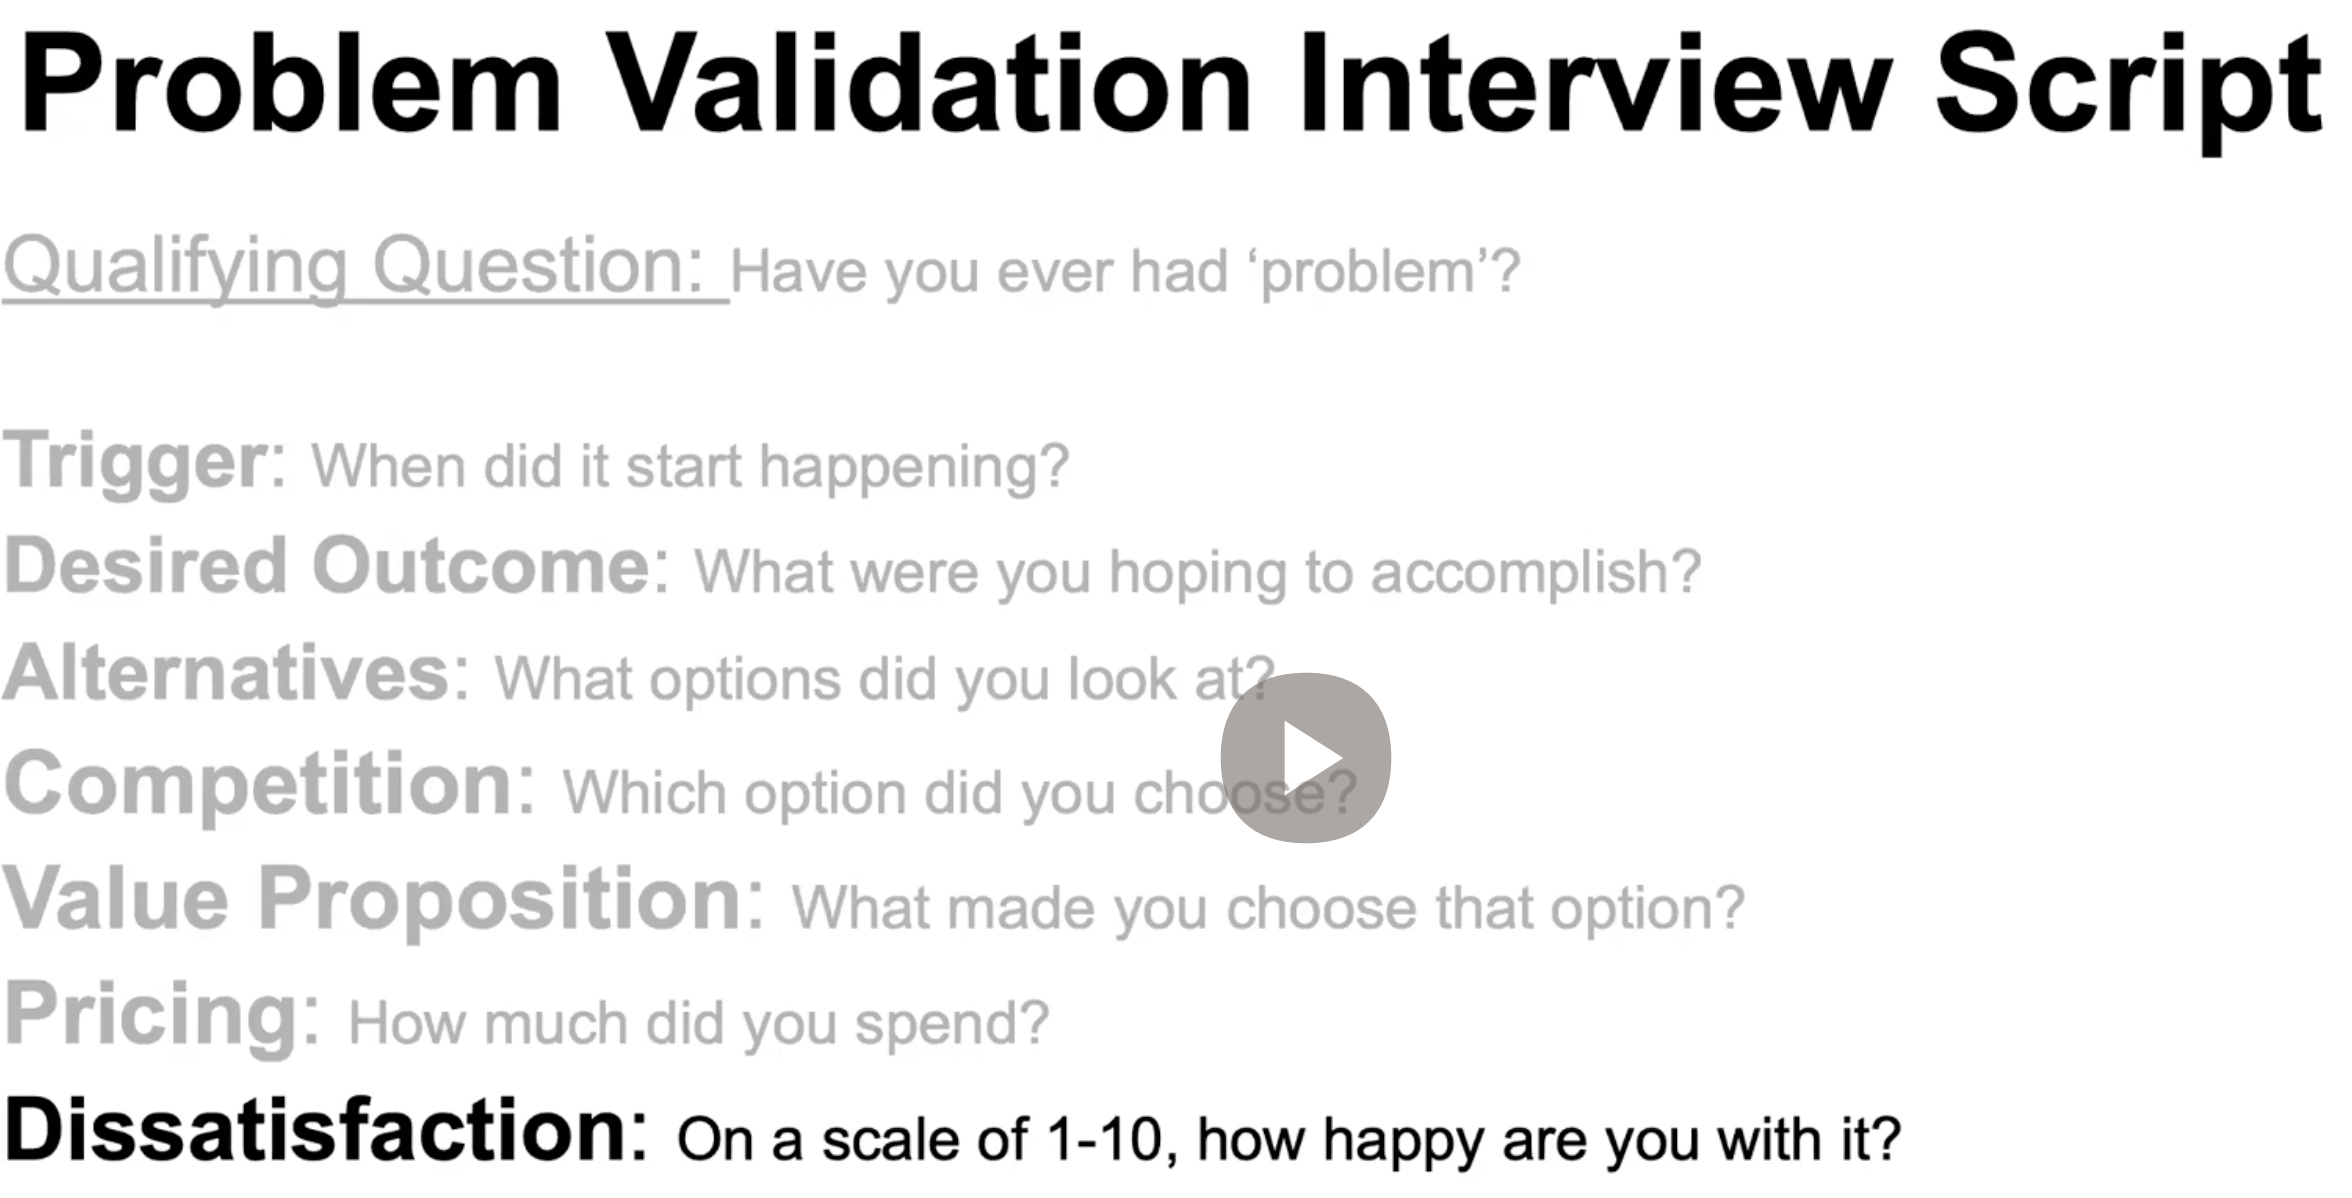 Problem Validation Interview Script
Qualifying Question: Have you ever had ‘problem’?
Trigger: When did it start happening?
Desired Outcome: What were you hoping to accomplish?
Alternatives: What options did you look at?
Competition: Which option did you choose?
Value Proposition: What made you choose that option?
Pricing: How much did you spend?
Dissatisfaction: On a scale of 1-10, how happy are you with it?